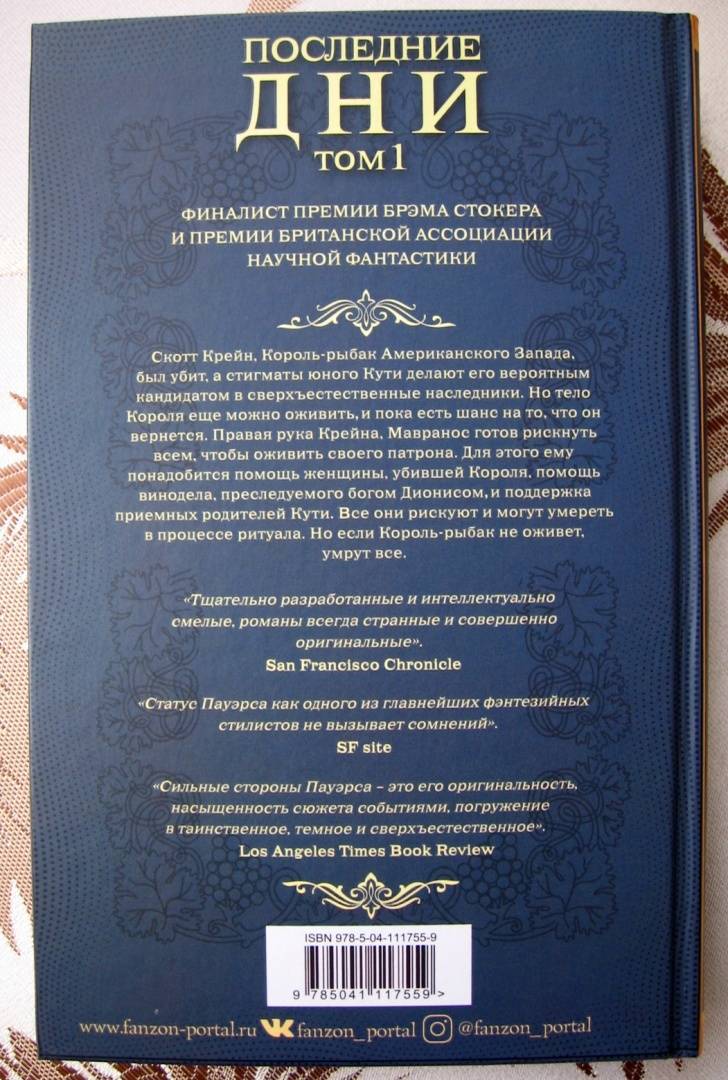 ПОСЛЕДНИЕ
ДНИ
ТОМ 1
ФИНАЛИСТ ПРЕМИИ БРЭМА СТОКЕРА
И ПРЕМИИ БРИТАНСКОЙ АССОЦИАЦИИ
НАУЧНОЙ ФАНТАСТИКИ
Скотт Крейн, Король-рыбак Американского Запада,
был убит, а стигматы юного Кути делают его вероятным
кандидатом в сверхъестественные наследники. Но тело
Короля еще можно оживить, и пока есть шанс на то, что он
вернется. Правая рука Крейна, Мавранос готов рискнуть
всем, чтобы оживить своего патрона. Для этого ему
понадобится помощь женщины, убившей Короля, помощь
винодела, преследуемого богом Дионисом, и поддержка
приемных родителей Кути. Все они рискуют и могут умереть
в процессе ритуала. Но если Король-рыбак не оживет,
умрут все.
«Тщательно разработанные и интеллектуально
смелые, романы всегда странные и совершенно
оригинальные».
San Francisco Chronicle
«Статус Пауэрса как одного из главнейших фэнтезийных
стилистов не вызывает сомнений».
SF site
«Сильные стороны Пауэрса – это его оригинальность,
насыщенность сюжета событиями, погружение
в таинственное, темное и сверхъестественное».
Los Angeles Times Book Review
ISBN 978-5-04-111755-9
9 785041 117559 >
www.fanzon-portal.ru fanzon_portal @fanzon_portal